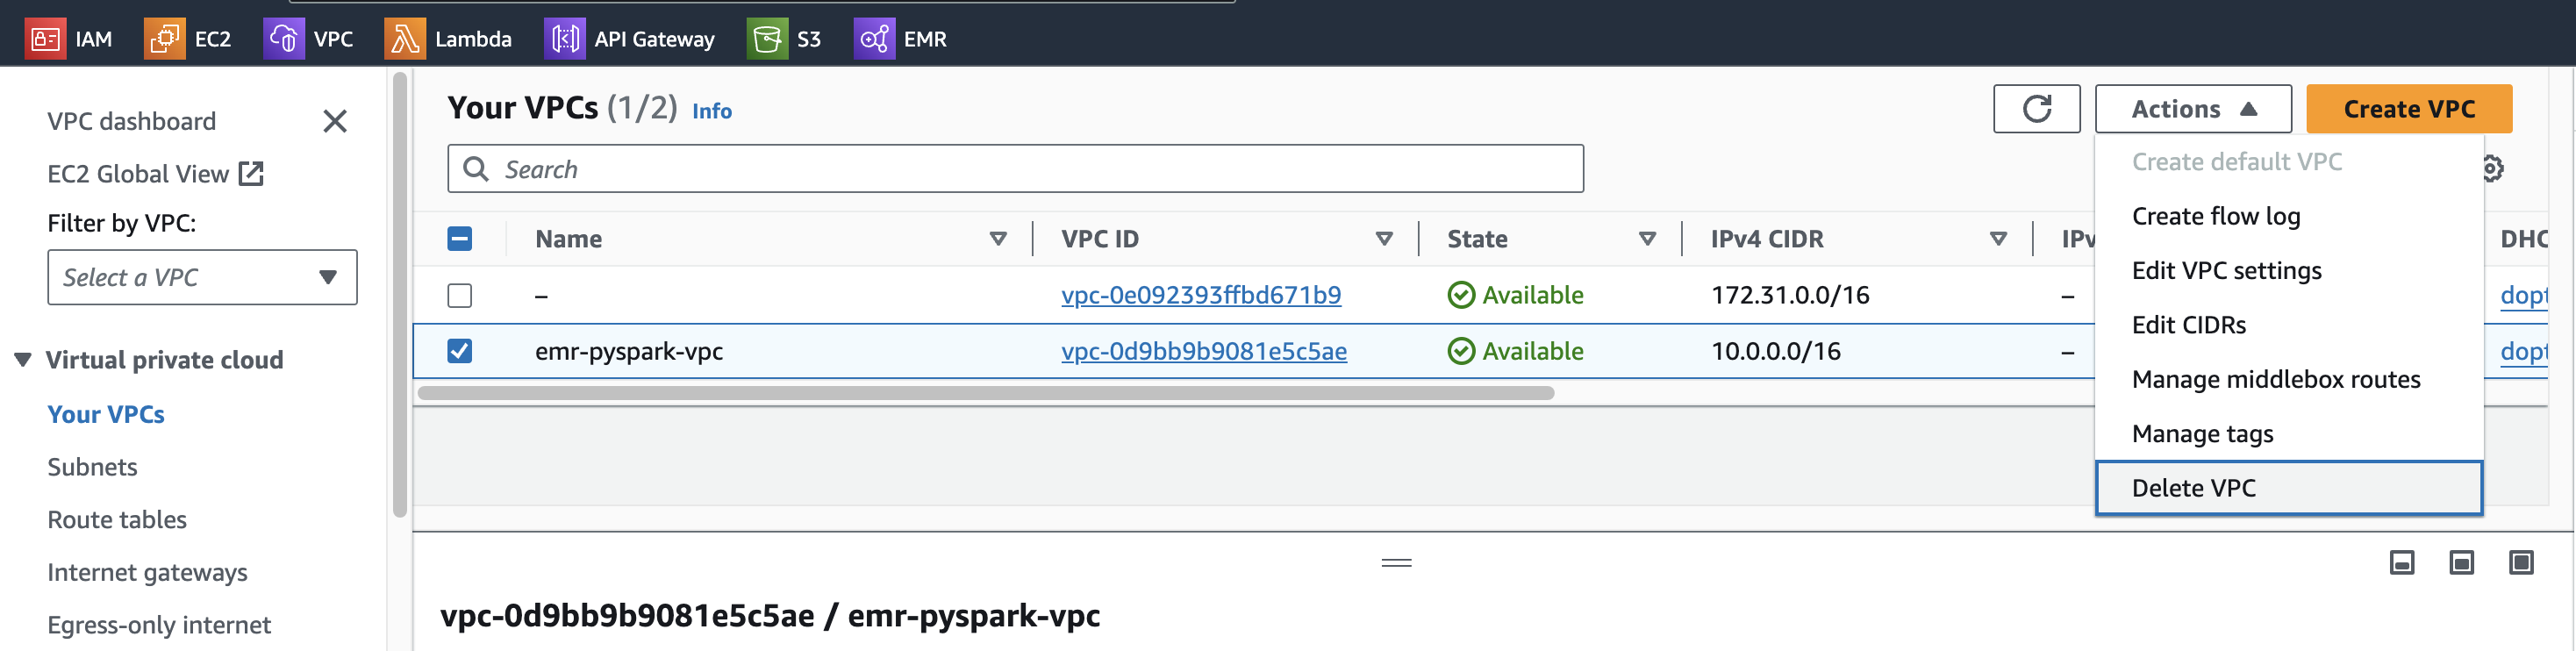 IAM EC2 VPC Lambda API Gateway S3 EMR
VPC dashboard
EC2 Global View
Filter by VPC:
Select a VPC
Virtual private cloud
Your VPCs
Subnets
Route tables
Internet gateways
Egress-only internet
Your VPCs (1/2) Info
Actions
Create VPC
Search
Name VPC ID State IPv4 CIDR IPv DHC
– vpc-0e092393ffbd671b9 Available 172.31.0.0/16 – dopt
emr-pyspark-vpc vpc-0d9bb9b9081e5c5ae Available 10.0.0.0/16 – dopt
Create default VPC
Create flow log
Edit VPC settings
Edit CIDRs
Manage middlebox routes
Manage tags
Delete VPC
vpc-0d9bb9b9081e5c5ae / emr-pyspark-vpc